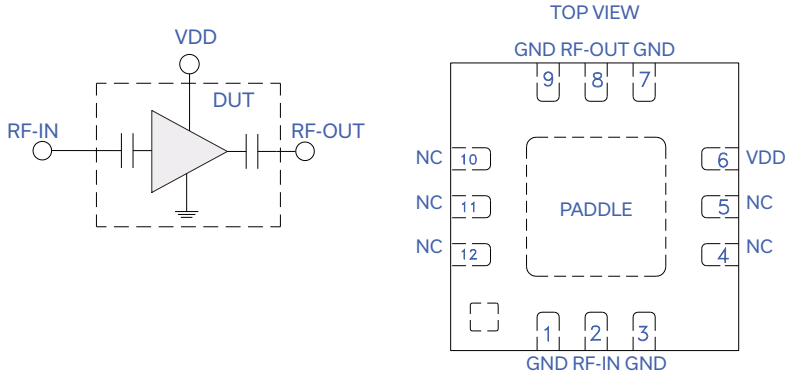 VDD
DUT
RF-IN
RF-OUT
TOP VIEW
GND RF-OUT GND
9 8 7
NC 10
6 VDD
NC 11
PADDLE
5 NC
NC 12
4 NC
1 2 3
GND RF-IN GND